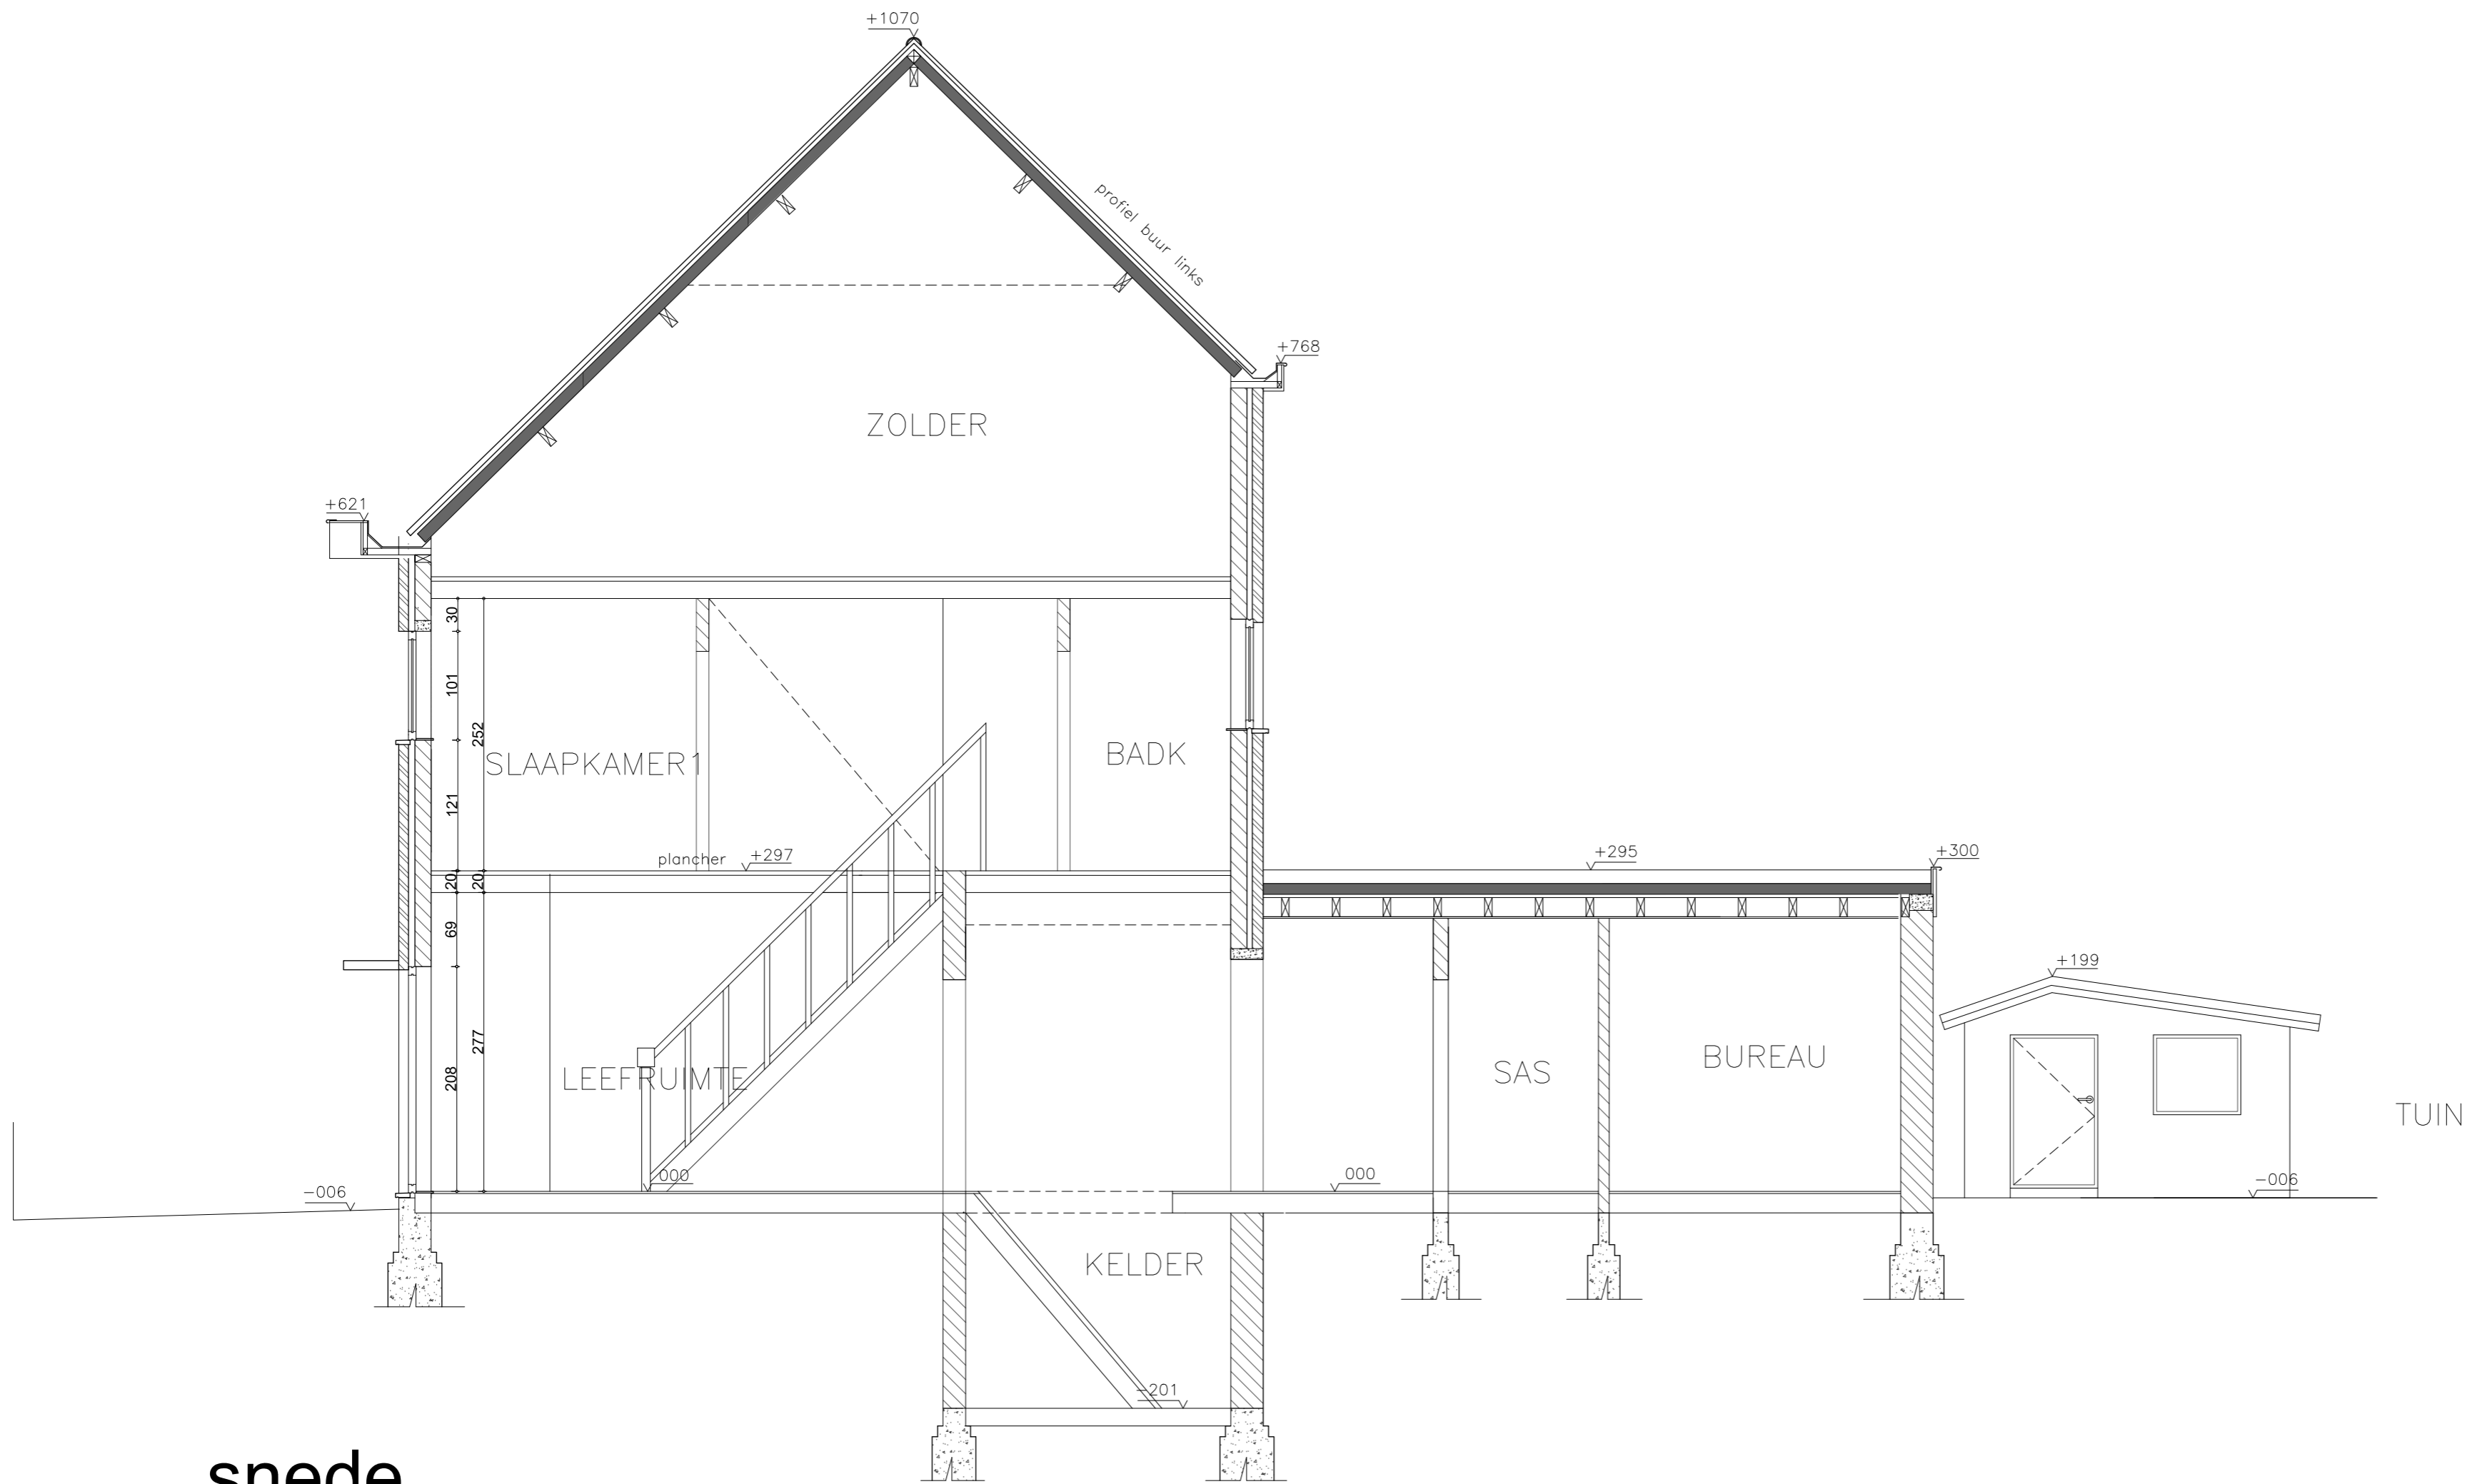 +1070
profiel buur links
+768
ZOLDER
+621
30
101
252
SLAAPKAMER1
BADK
121
plancher +297
+295
+300
20
20
69
+199
277
208
LEEFRUIMTE
SAS
BUREAU
TUIN
000
000
-006
-006
KELDER
-201
snede